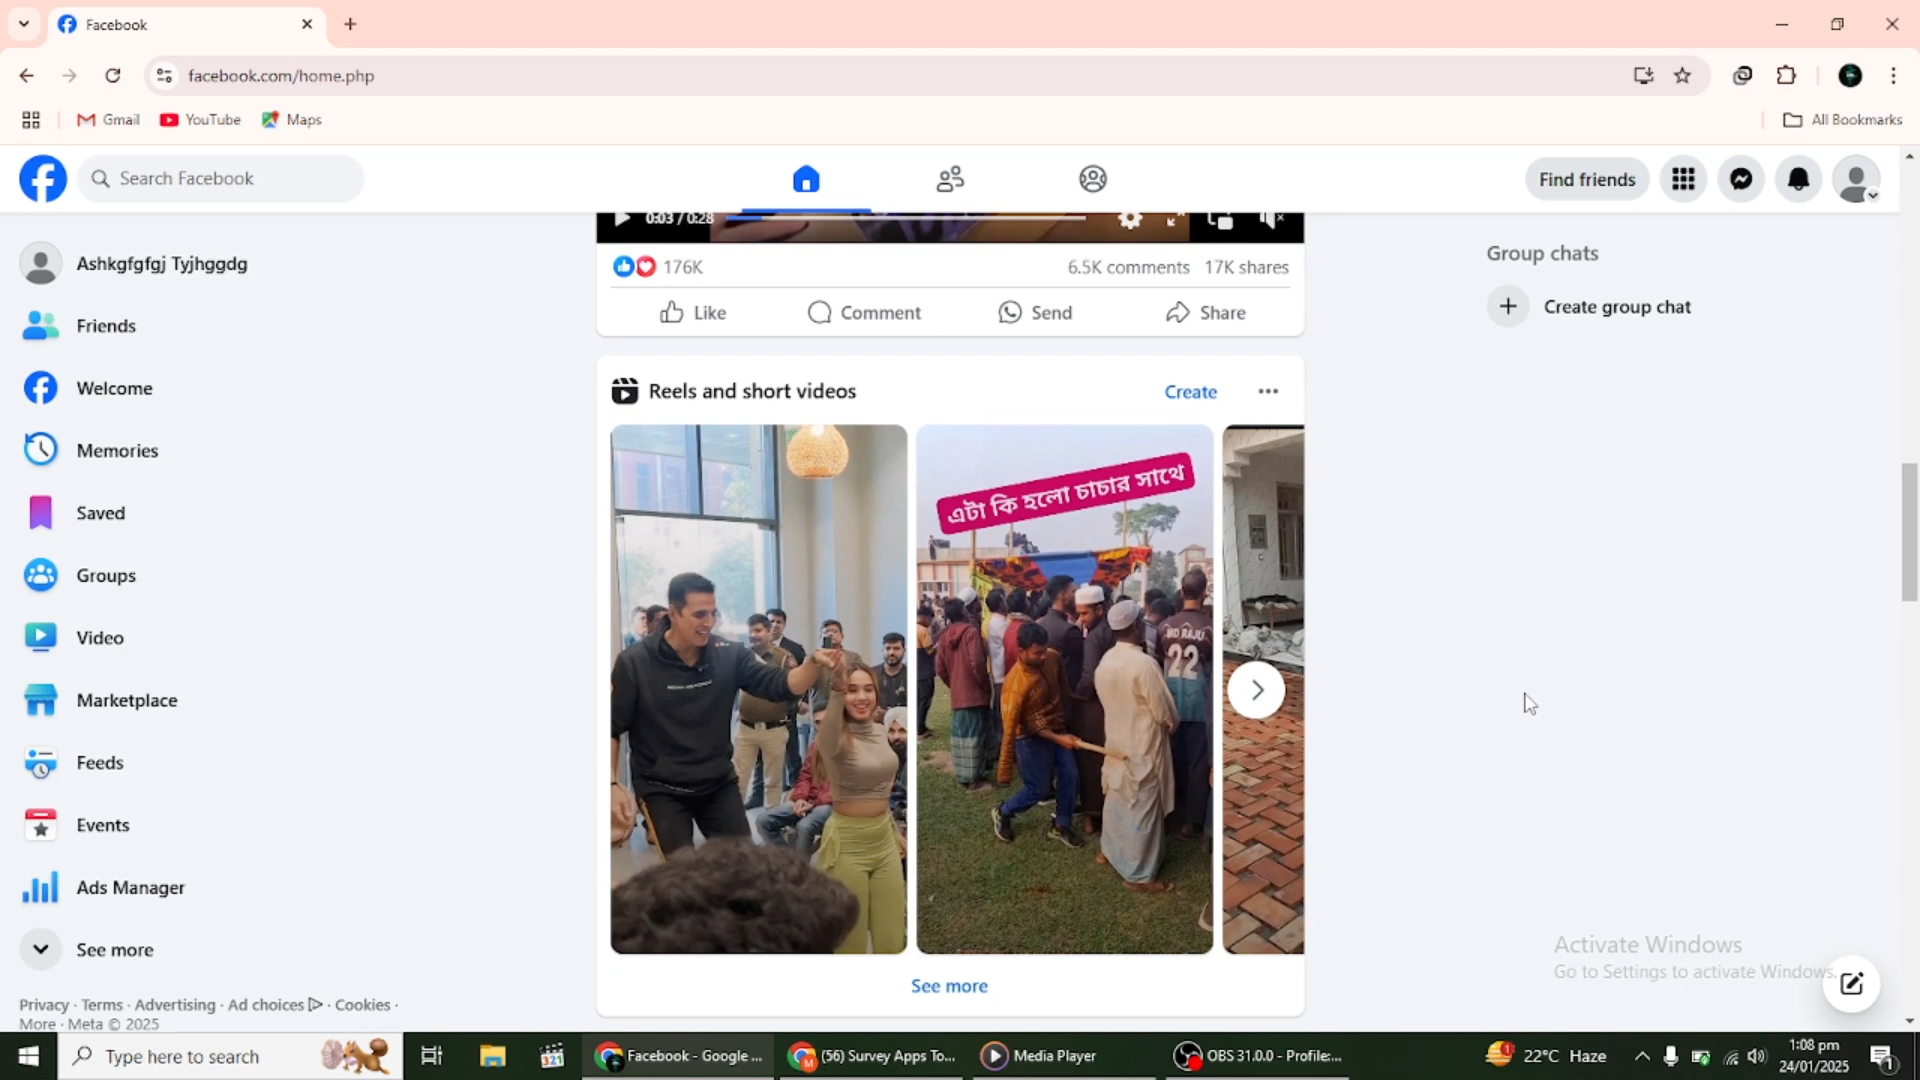 Facebook
facebook.com/home.php
Gmail YouTube Maps All Bookmarks
Search Facebook
Find friends
Ashkgfgfgj Tyjhggdg
Friends
Welcome
Memories
Saved
Groups
Video
Marketplace
Feeds
Events
Ads Manager
See more
Privacy · Terms · Advertising · Ad choices · Cookies ·
More · Meta © 2025
0:03 / 0:28
176K 6.5K comments 17K shares
Like Comment Send Share
Reels and short videos Create
এটা কি হলো চাচার সাথে
MD RAJU
22
See more
Group chats
Create group chat
Activate Windows
Go to Settings to activate Windows.
Type here to search
321
Facebook - Google ...
M
(56) Survey Apps To...
Media Player
OBS 31.0.0 - Profile:...
1
22°C Haze
1:08 pm
24/01/2025
1